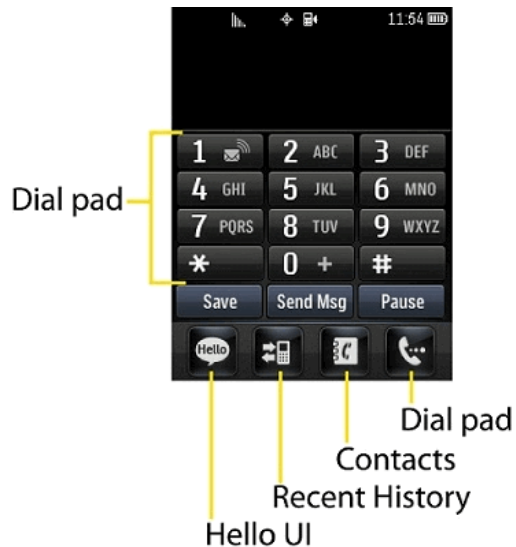 11:54
1 2 ABC 3 DEF
4 GHI 5 JKL 6 MNO
7 PQRS 8 TUV 9 WXYZ
* 0 + #
Dial pad
Save Send Msg Pause
Hello
Dial pad
Contacts
Recent History
Hello UI